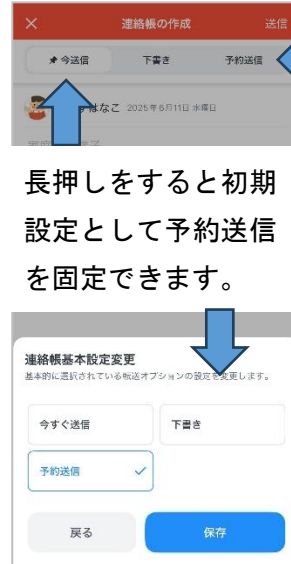 × 連絡帳の作成 送信
今送信 下書き 予約送信
はなこ 2025年6月11日 水曜日
長押しをすると初期
設定として予約送信
を固定できます。
連絡帳基本設定変更
基本的に選択されている転送オプションの設定を変更します。
今すぐ送信 下書き
予約送信
戻る 保存